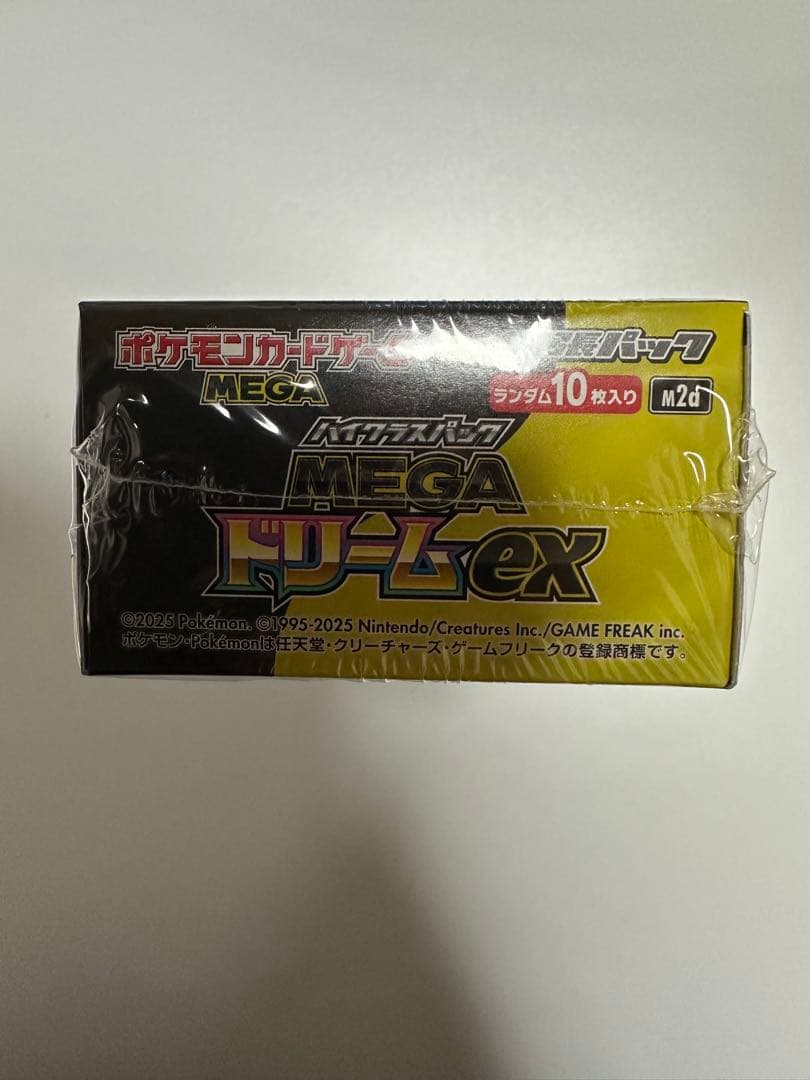 ポケモンカードゲーム
MEGA
パック
ランダム10枚入り
M2d
ハイクラスパック
MEGA
ドリームex
©2025 Pokémon. ©1995-2025 Nintendo/Creatures Inc./GAME FREAK inc.
ポケモン・Pokémonは任天堂・クリーチャーズ・ゲームフリークの登録商標です。